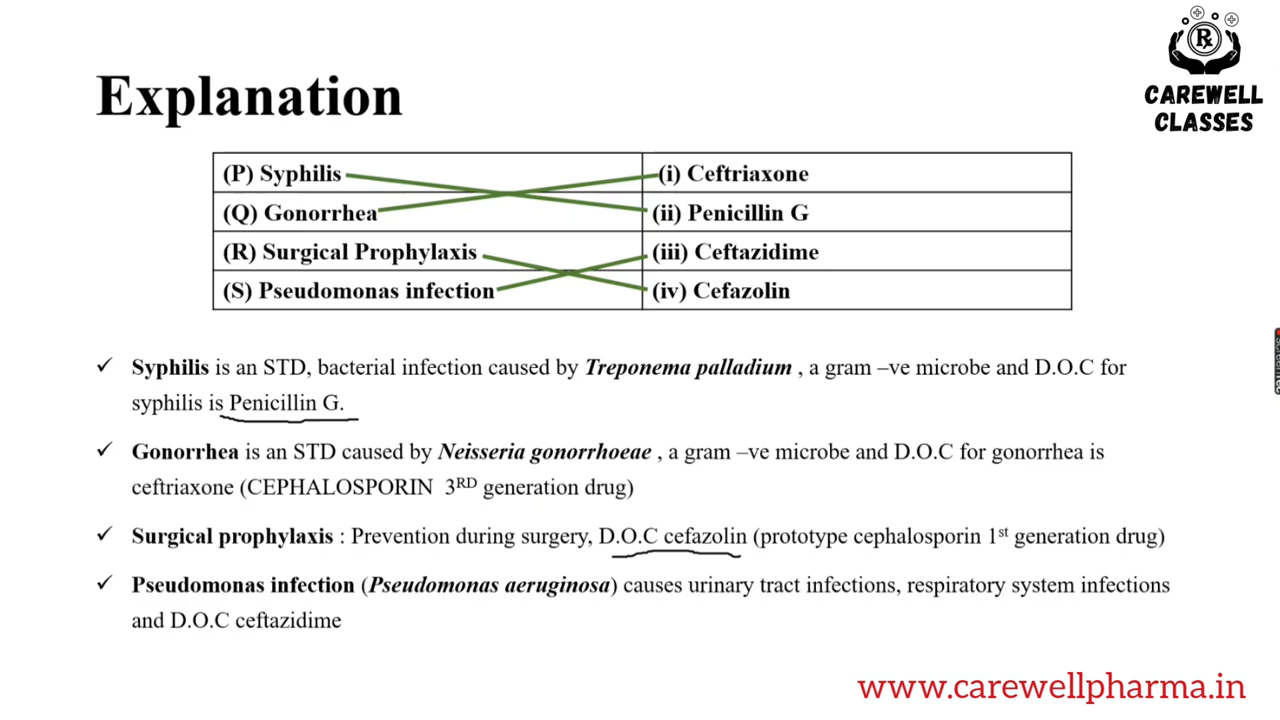 CAREWELL
CLASSES
Explanation
(P) Syphilis (i) Ceftriaxone
(Q) Gonorrhea (ii) Penicillin G
(R) Surgical Prophylaxis (iii) Ceftazidime
(S) Pseudomonas infection (iv) Cefazolin
✓ Syphilis is an STD, bacterial infection caused by Treponema palladium , a gram –ve microbe and D.O.C for
syphilis is Penicillin G.
✓ Gonorrhea is an STD caused by Neisseria gonorrhoeae , a gram –ve microbe and D.O.C for gonorrhea is
ceftriaxone (CEPHALOSPORIN 3RD generation drug)
✓ Surgical prophylaxis : Prevention during surgery, D.O.C cefazolin (prototype cephalosporin 1st generation drug)
✓ Pseudomonas infection (Pseudomonas aeruginosa) causes urinary tract infections, respiratory system infections
and D.O.C ceftazidime
www.carewellpharma.in